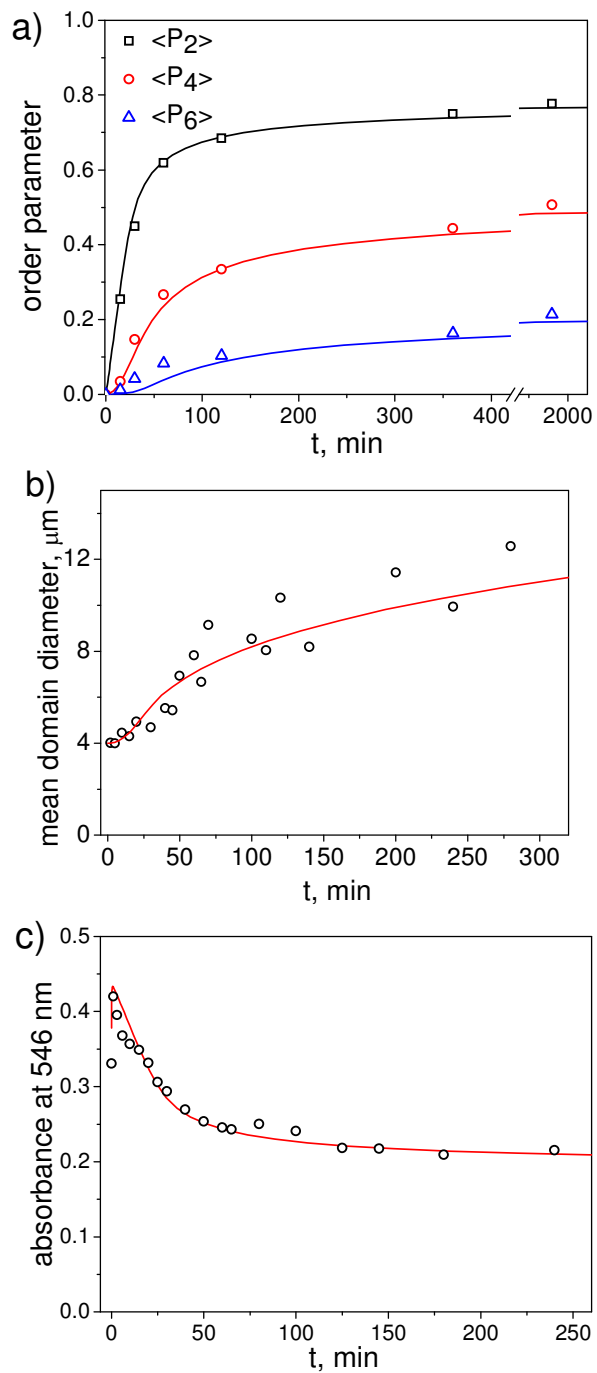 a)
<P2>
<P4>
<P6>
order parameter
1.0
0.8
0.6
0.4
0.2
0.0
0 100 200 300 400 2000
t, min
b)
mean domain diameter, μm
12
8
4
0
0 50 100 150 200 250 300
t, min
c)
absorbance at 546 nm
0.5
0.4
0.3
0.2
0.1
0.0
0 50 100 150 200 250
t, min